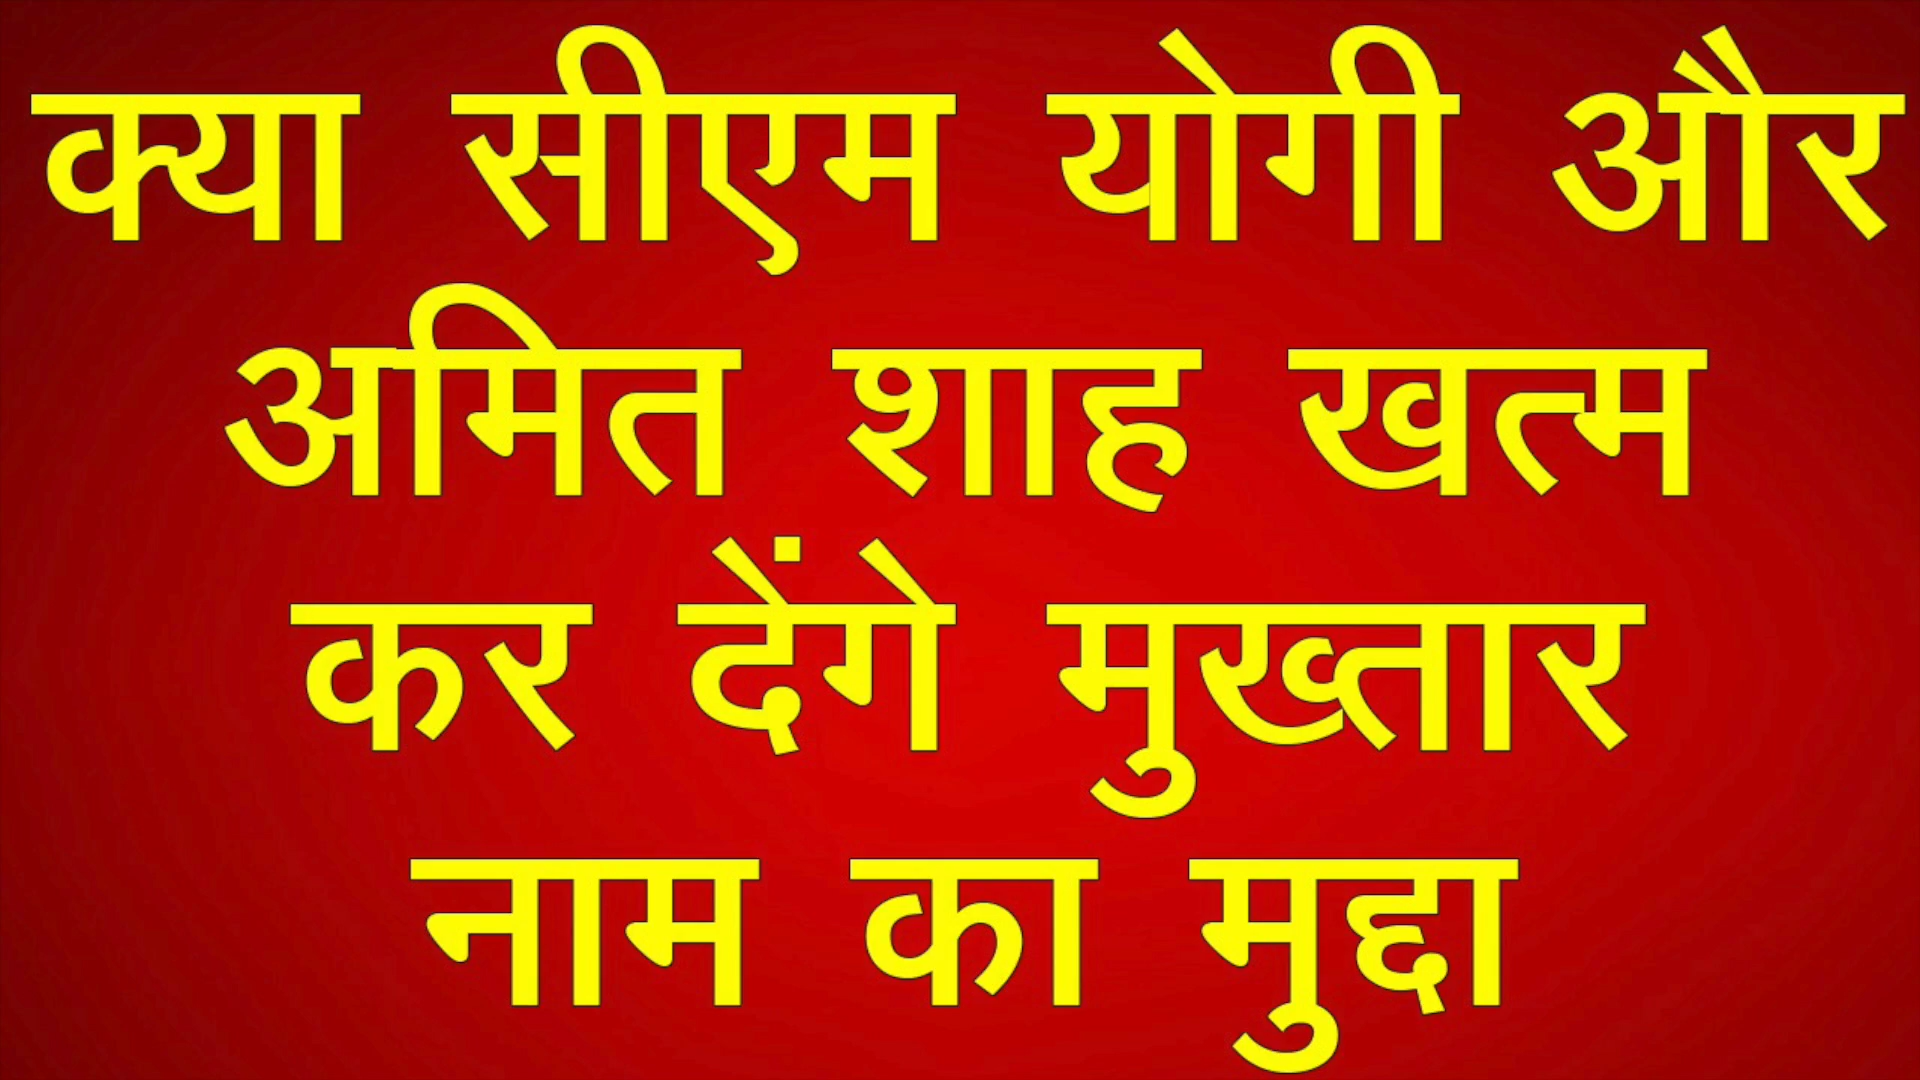 क्या सीएम योगी और
अमित शाह खत्म
कर देंगे मुख्तार
नाम का मुद्दा